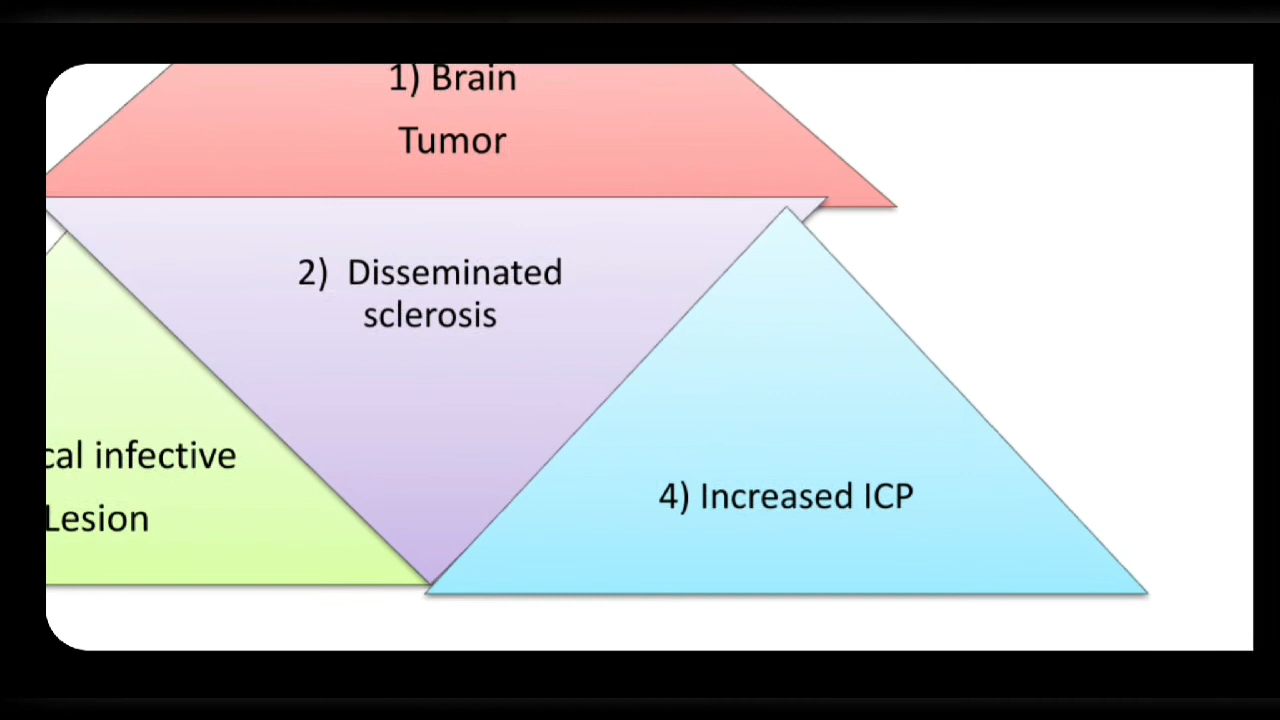 1) Brain
Tumor
2) Disseminated
sclerosis
cal infective
Lesion
4) Increased ICP